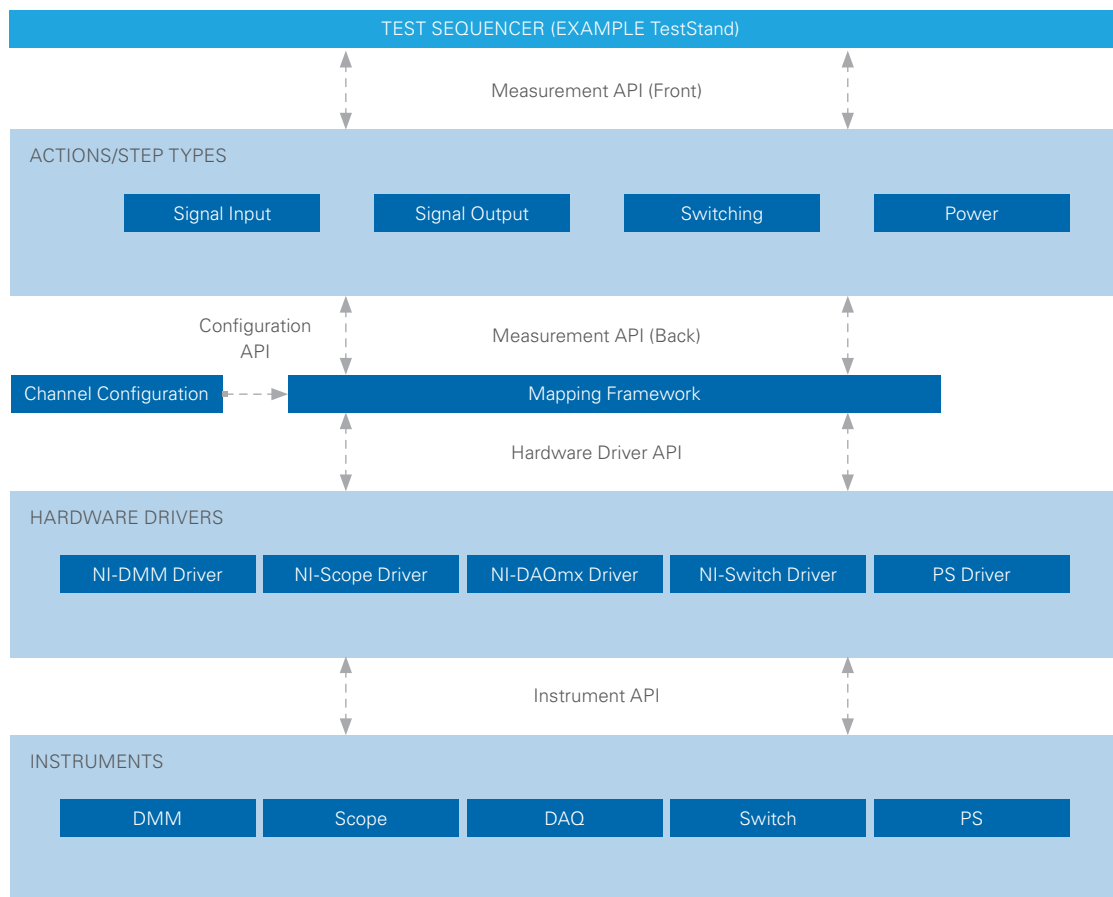 TEST SEQUENCER (EXAMPLE TestStand)
Measurement API (Front)
ACTIONS/STEP TYPES
Signal Input
Signal Output
Switching
Power
Configuration
API
Measurement API (Back)
Channel Configuration
Mapping Framework
Hardware Driver API
HARDWARE DRIVERS
NI-DMM Driver
NI-Scope Driver
NI-DAQmx Driver
NI-Switch Driver
PS Driver
Instrument API
INSTRUMENTS
DMM
Scope
DAQ
Switch
PS